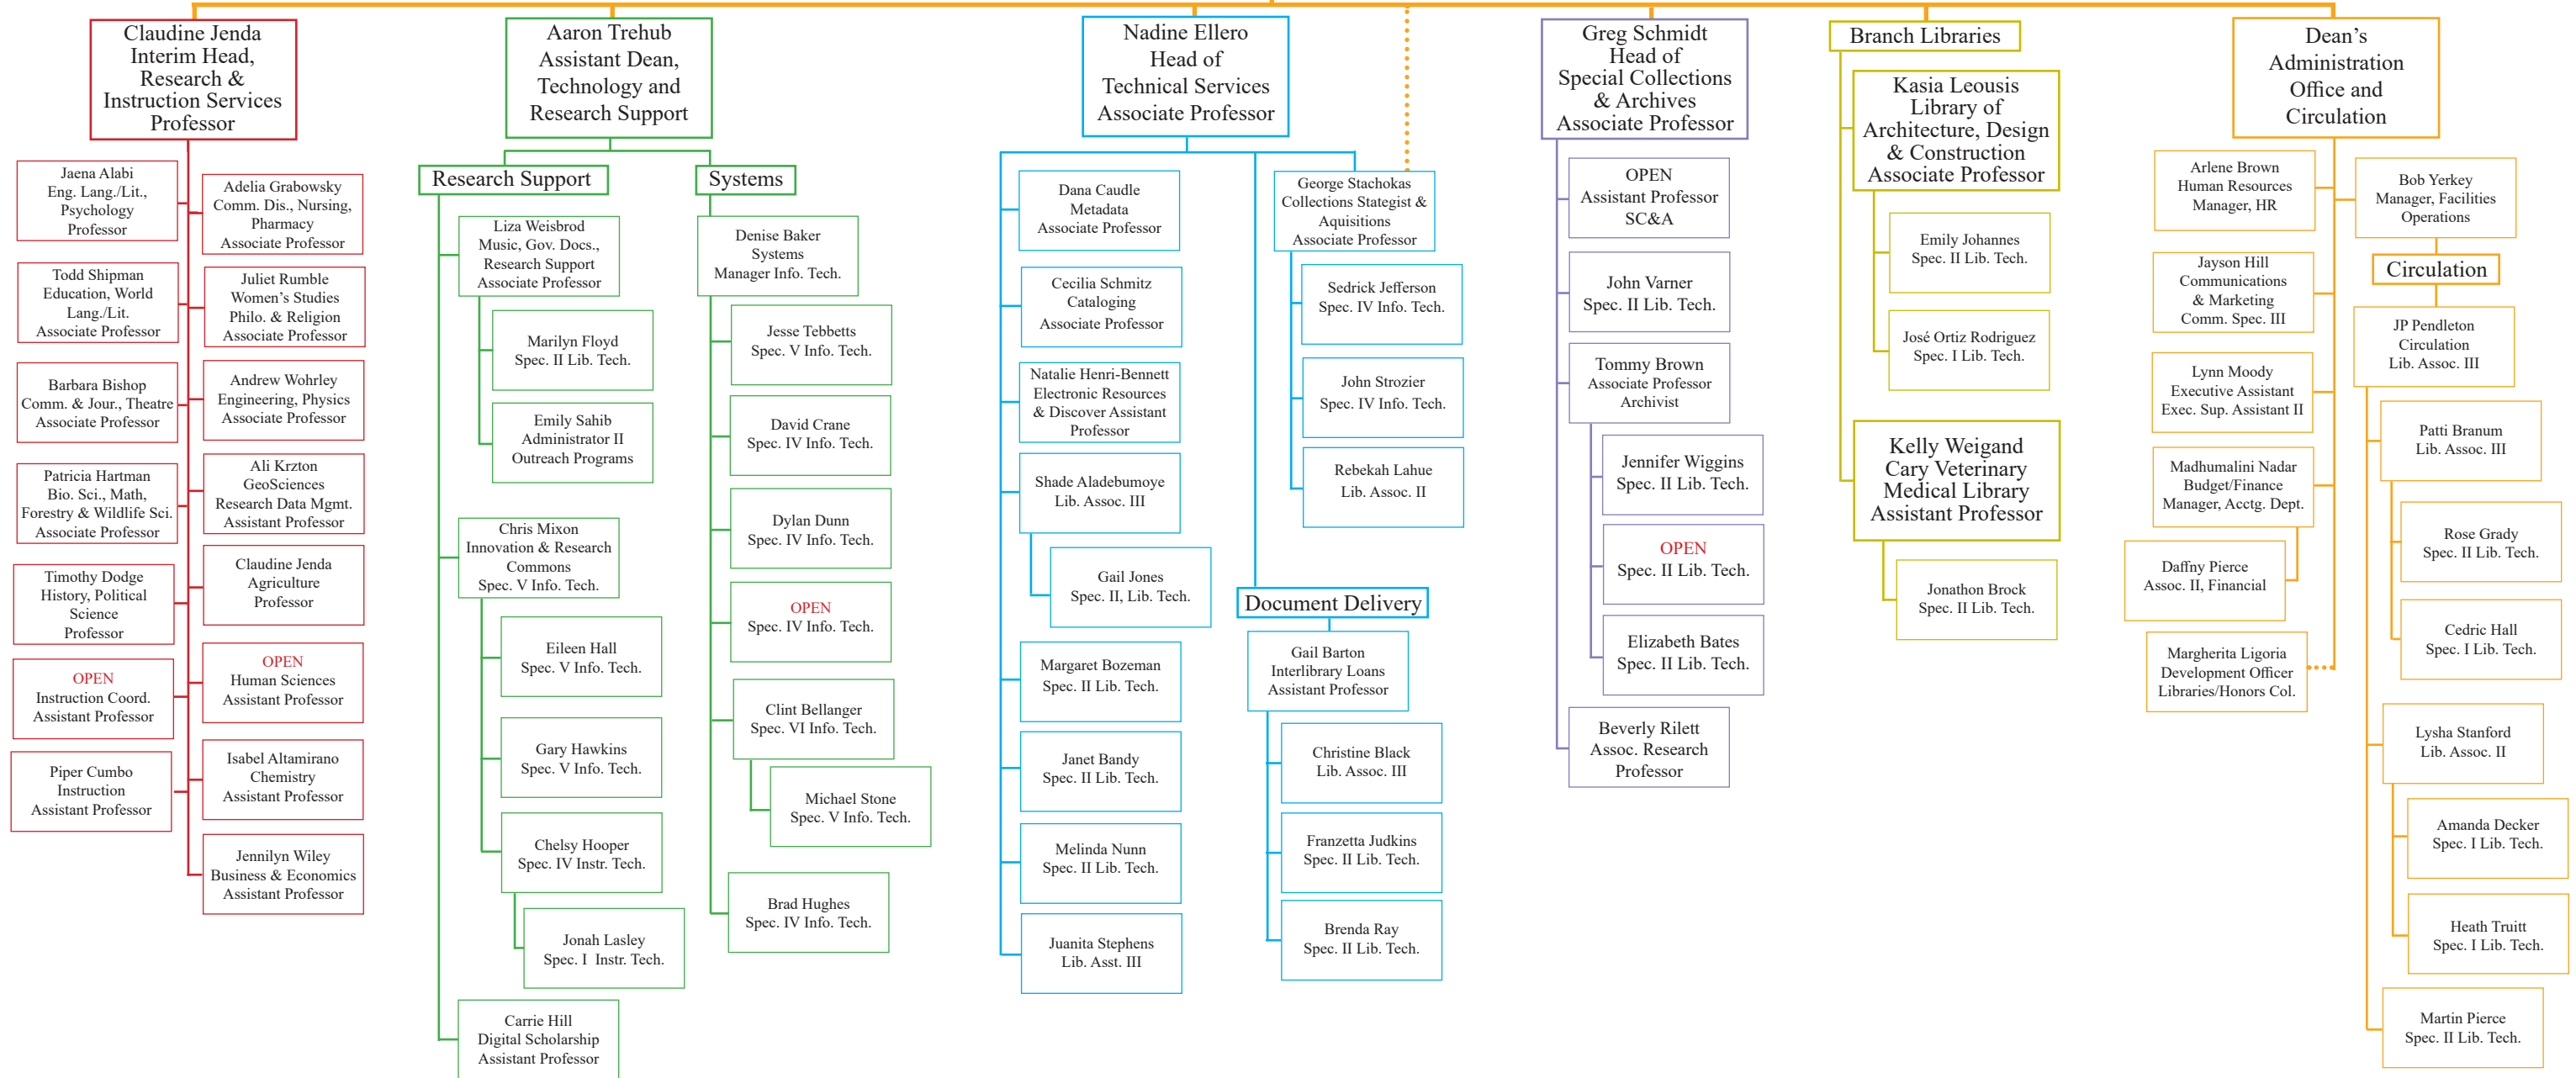 Claudine Jenda
Interim Head,
Research &
Instruction Services
Professor
Jaena Alabi
Eng. Lang./Lit.,
Psychology
Professor
Adelia Grabowsky
Comm. Dis., Nursing,
Pharmacy
Associate Professor
Todd Shipman
Education, World
Lang./Lit.
Associate Professor
Juliet Rumble
Women's Studies
Philo. & Religion
Associate Professor
Barbara Bishop
Comm. & Jour., Theatre
Associate Professor
Andrew Wohrley
Engineering, Physics
Associate Professor
Patricia Hartman
Bio. Sci., Math,
Forestry & Wildlife Sci.
Associate Professor
Ali Krzton
GeoSciences
Research Data Mgmt.
Assistant Professor
Timothy Dodge
History, Political
Science
Professor
Claudine Jenda
Agriculture
Professor
OPEN
Instruction Coord.
Assistant Professor
OPEN
Human Sciences
Assistant Professor
Piper Cumbo
Instruction
Assistant Professor
Isabel Altamirano
Chemistry
Assistant Professor
Jennilyn Wiley
Business & Economics
Assistant Professor
Aaron Trehub
Assistant Dean,
Technology and
Research Support
Research Support
Liza Weisbrod
Music, Gov. Docs.,
Research Support
Associate Professor
Marilyn Floyd
Spec. II Lib. Tech.
Emily Sahib
Administrator II
Outreach Programs
Chris Mixon
Innovation & Research
Commons
Spec. V Info. Tech.
Eileen Hall
Spec. V Info. Tech.
Gary Hawkins
Spec. V Info. Tech.
Chelsy Hooper
Spec. IV Instr. Tech.
Jonah Lasley
Spec. I Instr. Tech.
Carrie Hill
Digital Scholarship
Assistant Professor
Systems
Denise Baker
Systems
Manager Info. Tech.
Jesse Tebbetts
Spec. V Info. Tech.
David Crane
Spec. IV Info. Tech.
Dylan Dunn
Spec. IV Info. Tech.
OPEN
Spec. IV Info. Tech.
Clint Bellanger
Spec. VI Info. Tech.
Michael Stone
Spec. V Info. Tech.
Brad Hughes
Spec. IV Info. Tech.
Nadine Ellero
Head of
Technical Services
Associate Professor
Dana Caudle
Metadata
Associate Professor
Cecilia Schmitz
Cataloging
Associate Professor
Natalie Henri-Bennett
Electronic Resources
& Discover Assistant
Professor
Shade Aladebumoye
Lib. Assoc. III
Gail Jones
Spec. II, Lib. Tech.
Margaret Bozeman
Spec. II Lib. Tech.
Janet Bandy
Spec. II Lib. Tech.
Melinda Nunn
Spec. II Lib. Tech.
Juanita Stephens
Lib. Asst. III
George Stachokas
Collections Stategist &
Aquisitions
Associate Professor
Sedrick Jefferson
Spec. IV Info. Tech.
John Strozier
Spec. IV Info. Tech.
Rebekah Lahue
Lib. Assoc. II
Document Delivery
Gail Barton
Interlibrary Loans
Assistant Professor
Christine Black
Lib. Assoc. III
Franzetta Judkins
Spec. II Lib. Tech.
Brenda Ray
Spec. II Lib. Tech.
Greg Schmidt
Head of
Special Collections
& Archives
Associate Professor
OPEN
Assistant Professor
SC&A
John Varner
Spec. II Lib. Tech.
Tommy Brown
Associate Professor
Archivist
Jennifer Wiggins
Spec. II Lib. Tech.
OPEN
Spec. II Lib. Tech.
Elizabeth Bates
Spec. II Lib. Tech.
Beverly Rilett
Assoc. Research
Professor
Branch Libraries
Kasia Leousis
Library of
Architecture, Design
& Construction
Associate Professor
Emily Johannes
Spec. II Lib. Tech.
José Ortiz Rodriguez
Spec. I Lib. Tech.
Kelly Weigand
Cary Veterinary
Medical Library
Assistant Professor
Jonathon Brock
Spec. II Lib. Tech.
Dean's
Administration
Office and
Circulation
Arlene Brown
Human Resources
Manager, HR
Jayson Hill
Communications
& Marketing
Comm. Spec. III
Lynn Moody
Executive Assistant
Exec. Sup. Assistant II
Madhumalini Nadar
Budget/Finance
Manager, Acctg. Dept.
Daffny Pierce
Assoc. II, Financial
Margherita Ligoria
Development Officer
Libraries/Honors Col.
Bob Yerkey
Manager, Facilities
Operations
Circulation
JP Pendleton
Circulation
Lib. Assoc. III
Patti Branum
Lib. Assoc. III
Rose Grady
Spec. II Lib. Tech.
Cedric Hall
Spec. I Lib. Tech.
Lysha Stanford
Lib. Assoc. II
Amanda Decker
Spec. I Lib. Tech.
Heath Truitt
Spec. I Lib. Tech.
Martin Pierce
Spec. II Lib. Tech.